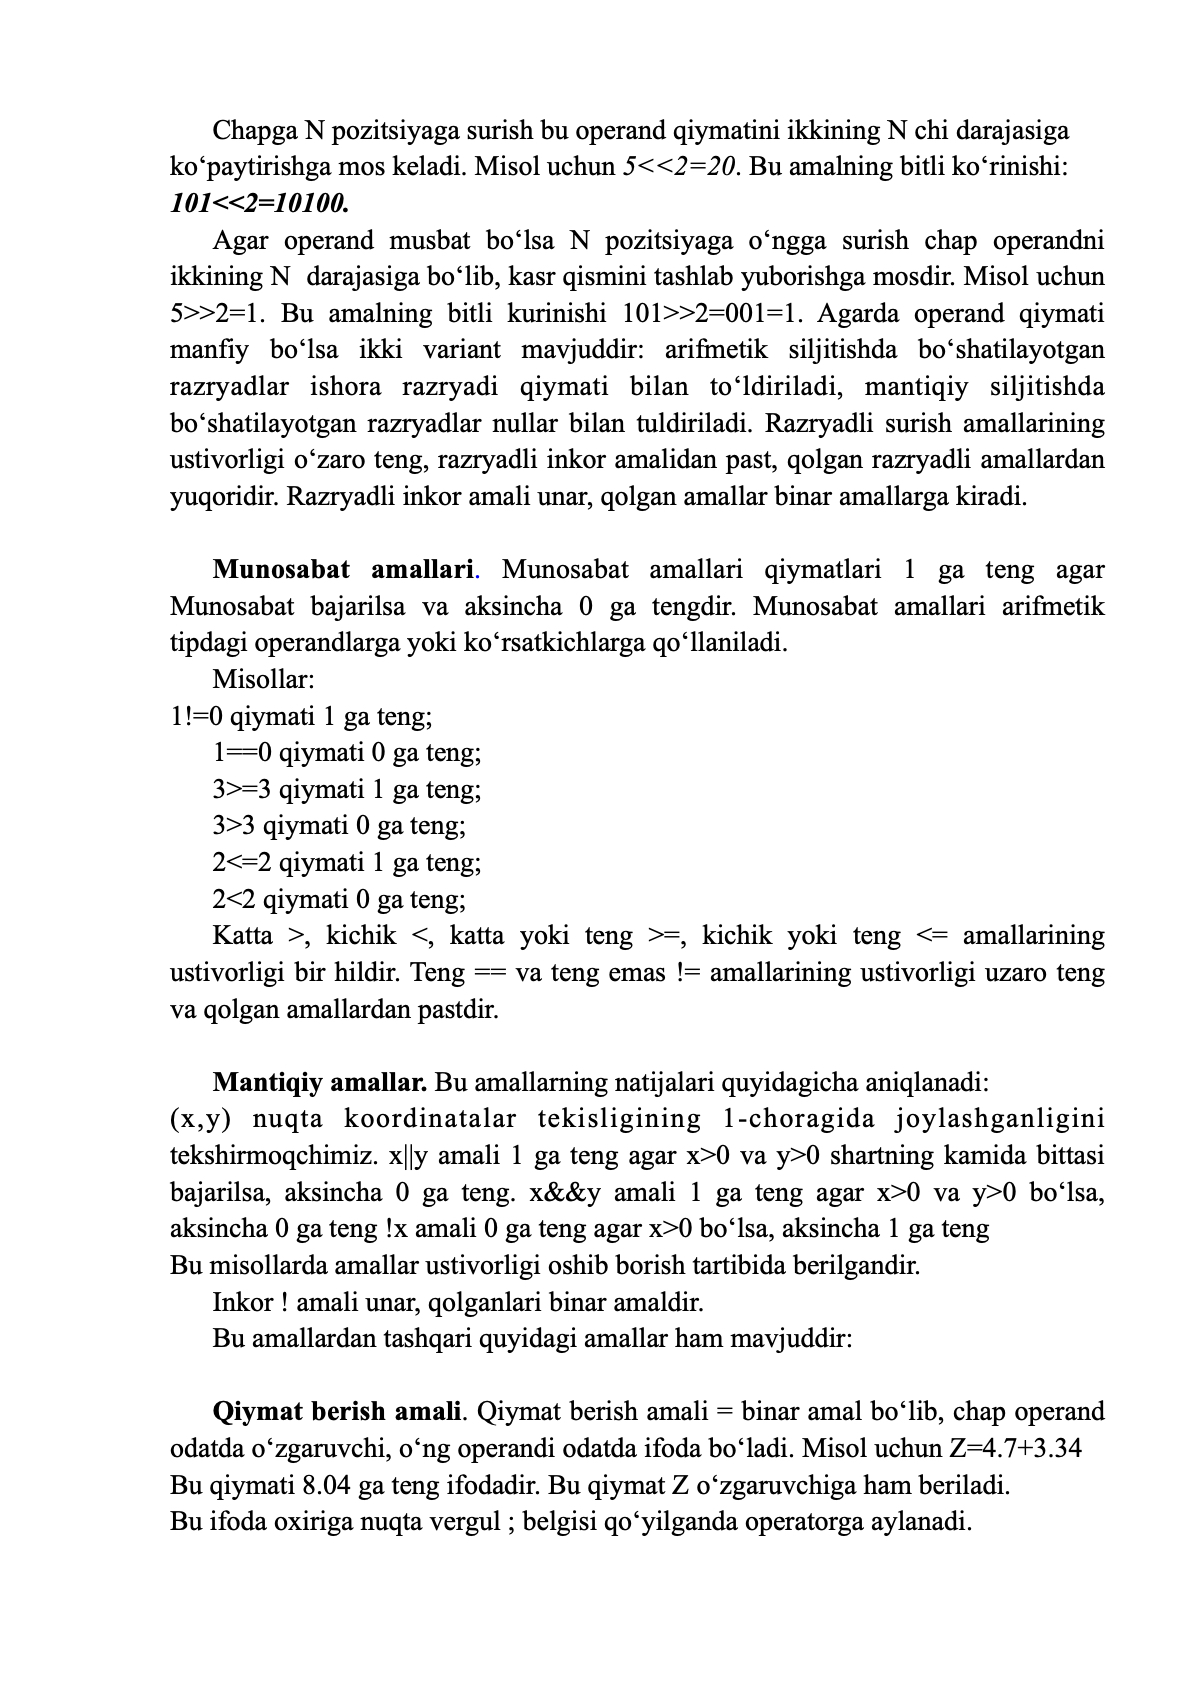 Chapga N pozitsiyaga surish bu operand qiymatini ikkining N chi darajasiga
ko‘paytirishga mos keladi. Misol uchun 5<<2=20. Bu amalning bitli ko‘rinishi:
101<<2=10100.
Agar operand musbat bo‘lsa N pozitsiyaga o‘ngga surish chap operandni
ikkining N darajasiga bo‘lib, kasr qismini tashlab yuborishga mosdir. Misol uchun
5>>2=1. Bu amalning bitli kurinishi 101>>2=001=1. Agarda operand qiymati
manfiy bo‘lsa ikki variant mavjuddir: arifmetik siljitishda bo‘shatilayotgan
razryadlar ishora razryadi qiymati bilan to‘ldiriladi, mantiqiy siljitishda
bo‘shatilayotgan razryadlar nullar bilan tuldiriladi. Razryadli surish amallarining
ustivorligi o‘zaro teng, razryadli inkor amalidan past, qolgan razryadli amallardan
yuqoridir. Razryadli inkor amali unar, qolgan amallar binar amallarga kiradi.
Munosabat amallari. Munosabat amallari qiymatlari 1 ga teng agar
Munosabat bajarilsa va aksincha 0 ga tengdir. Munosabat amallari arifmetik
tipdagi operandlarga yoki ko‘rsatkichlarga qo‘llaniladi.
Misollar:
1!=0 qiymati 1 ga teng;
1==0 qiymati 0 ga teng;
3>=3 qiymati 1 ga teng;
3>3 qiymati 0 ga teng;
2<=2 qiymati 1 ga teng;
2<2 qiymati 0 ga teng;
Katta >, kichik <, katta yoki teng >=, kichik yoki teng <= amallarining
ustivorligi bir hildir. Teng == va teng emas != amallarining ustivorligi uzaro teng
va qolgan amallardan pastdir.
Mantiqiy amallar. Bu amallarning natijalari quyidagicha aniqlanadi:
(x,y) nuqta koordinatalar tekisligining 1-choragida joylashganligini
tekshirmoqchimiz. x||y amali 1 ga teng agar x>0 va y>0 shartning kamida bittasi
bajarilsa, aksincha 0 ga teng. x&&y amali 1 ga teng agar x>0 va y>0 bo‘lsa,
aksincha 0 ga teng !x amali 0 ga teng agar x>0 bo‘lsa, aksincha 1 ga teng
Bu misollarda amallar ustivorligi oshib borish tartibida berilgandir.
Inkor ! amali unar, qolganlari binar amaldir.
Bu amallardan tashqari quyidagi amallar ham mavjuddir:
Qiymat berish amali. Qiymat berish amali = binar amal bo‘lib, chap operand
odatda o‘zgaruvchi, o‘ng operandi odatda ifoda bo‘ladi. Misol uchun Z=4.7+3.34
Bu qiymati 8.04 ga teng ifodadir. Bu qiymat Z o‘zgaruvchiga ham beriladi.
Bu ifoda oxiriga nuqta vergul ; belgisi qo‘yilganda operatorga aylanadi.